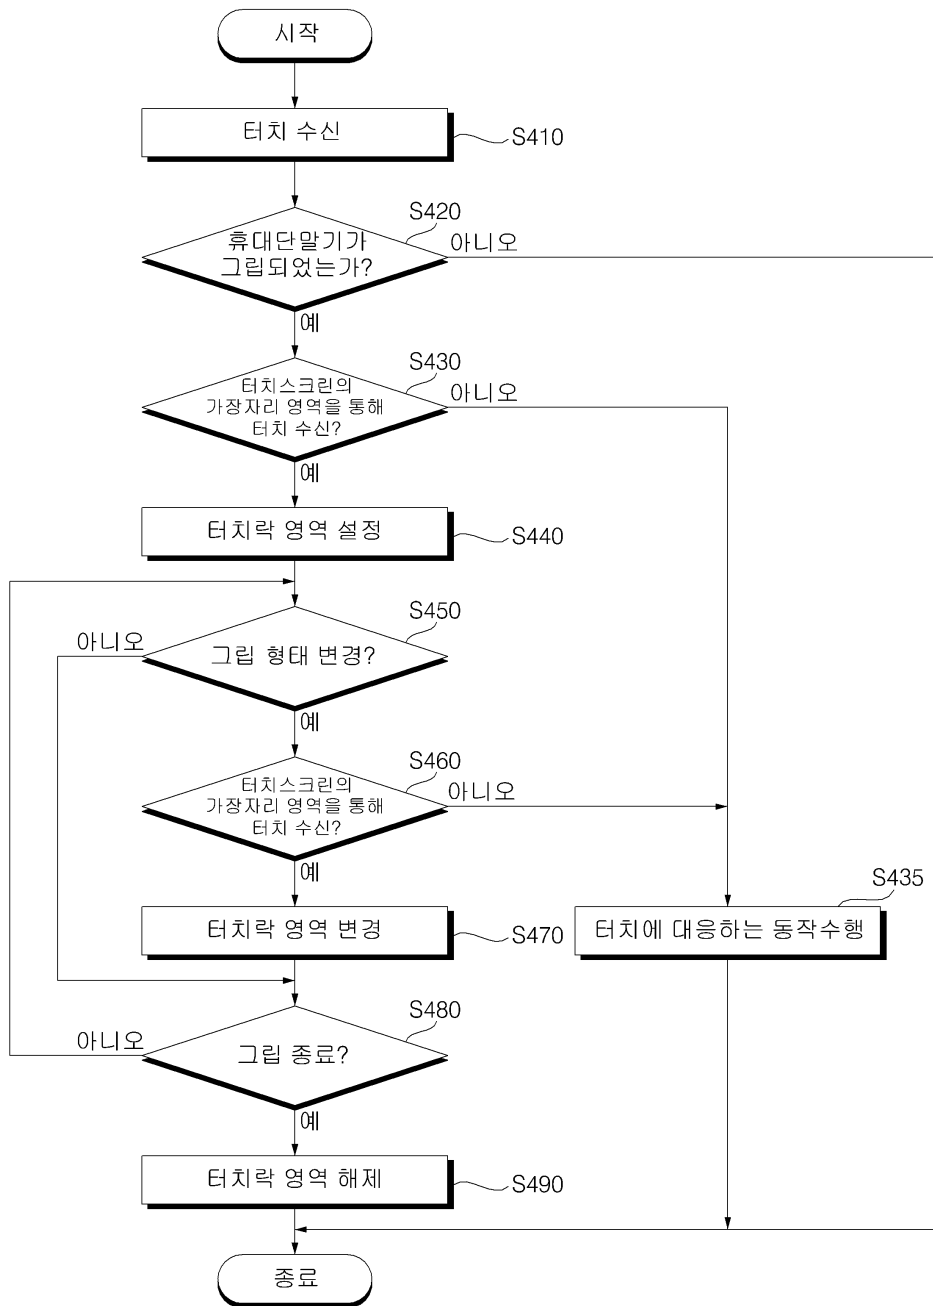 시작
터치 수신
S410
S420
휴대단말기가
그립되었는가?
아니오
예
S430
터치스크린의
가장자리 영역을 통해
터치 수신?
아니오
예
터치락 영역 설정
S440
S450
아니오
그립 형태 변경?
예
S460
터치스크린의
가장자리 영역을 통해
터치 수신?
아니오
예
터치락 영역 변경
S470
S435
터치에 대응하는 동작수행
S480
아니오
그립 종료?
예
터치락 영역 해제
S490
종료